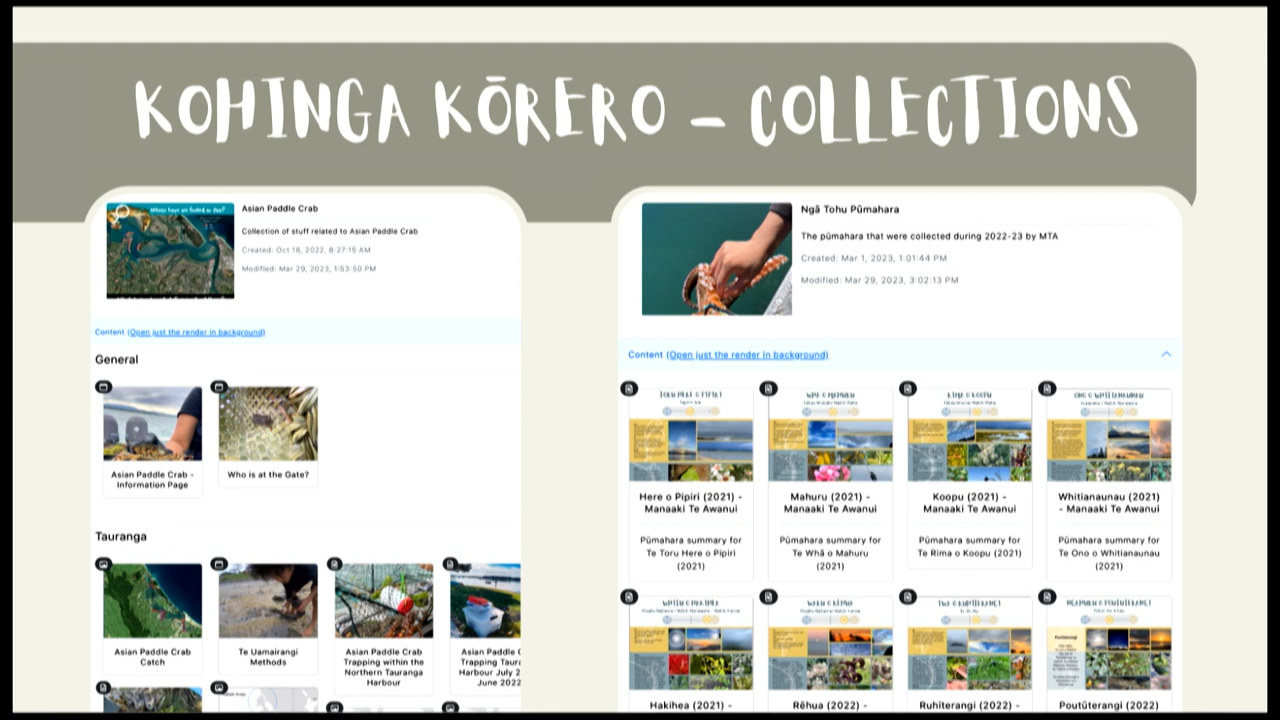 KOHINGA KŌRERO – COLLECTIONS
Asian Paddle Crab
Collection of stuff related to Asian Paddle Crab
Created: Oct 18, 2022, 8:27:15 AM
Modified: Mar 29, 2023, 1:53:50 PM
Content (Open just the render in background)
General
Asian Paddle Crab -
Information Page
Who is at the Gate?
Tauranga
Asian Paddle Crab
Catch
Te Uamairangi
Methods
Asian Paddle Crab
Trapping within the
Northern Tauranga
Harbour
Asian Paddle C
Trapping Taura
Harbour July 2
June 2022
Ngā Tohu Pūmahara
The pūmahara that were collected during 2022-23 by MTA
Created: Mar 1, 2023, 1:01:44 PM
Modified: Mar 29, 2023, 3:02:13 PM
Content (Open just the render in background)
Here o Pipiri (2021) -
Manaaki Te Awanui
Pūmahara summary for
Te Toru Here o Pipiri
(2021)
Mahuru (2021) -
Manaaki Te Awanui
Pūmahara summary for
Te Whā o Mahuru
(2021)
Koopu (2021) -
Manaaki Te Awanui
Pūmahara summary for
Te Rima o Koopu (2021)
Whitianaunau (2021)
- Manaaki Te Awanui
Pūmahara summary for
Te Ono o Whitianaunau
(2021)
Hakihea (2021) -
Rēhua (2022) -
Ruhiterangi (2022) -
Poutūterangi (2022)